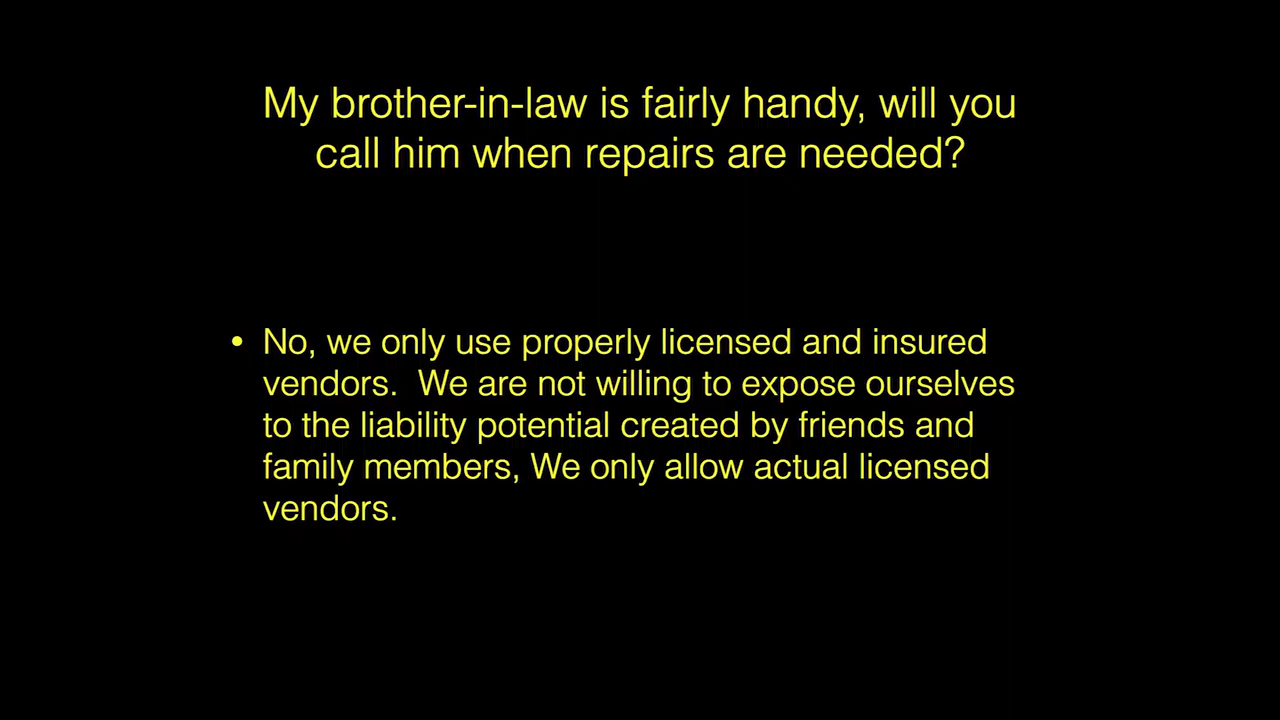 My brother-in-law is fairly handy, will you
call him when repairs are needed?
• No, we only use properly licensed and insured
vendors.  We are not willing to expose ourselves
to the liability potential created by friends and
family members, We only allow actual licensed
vendors.